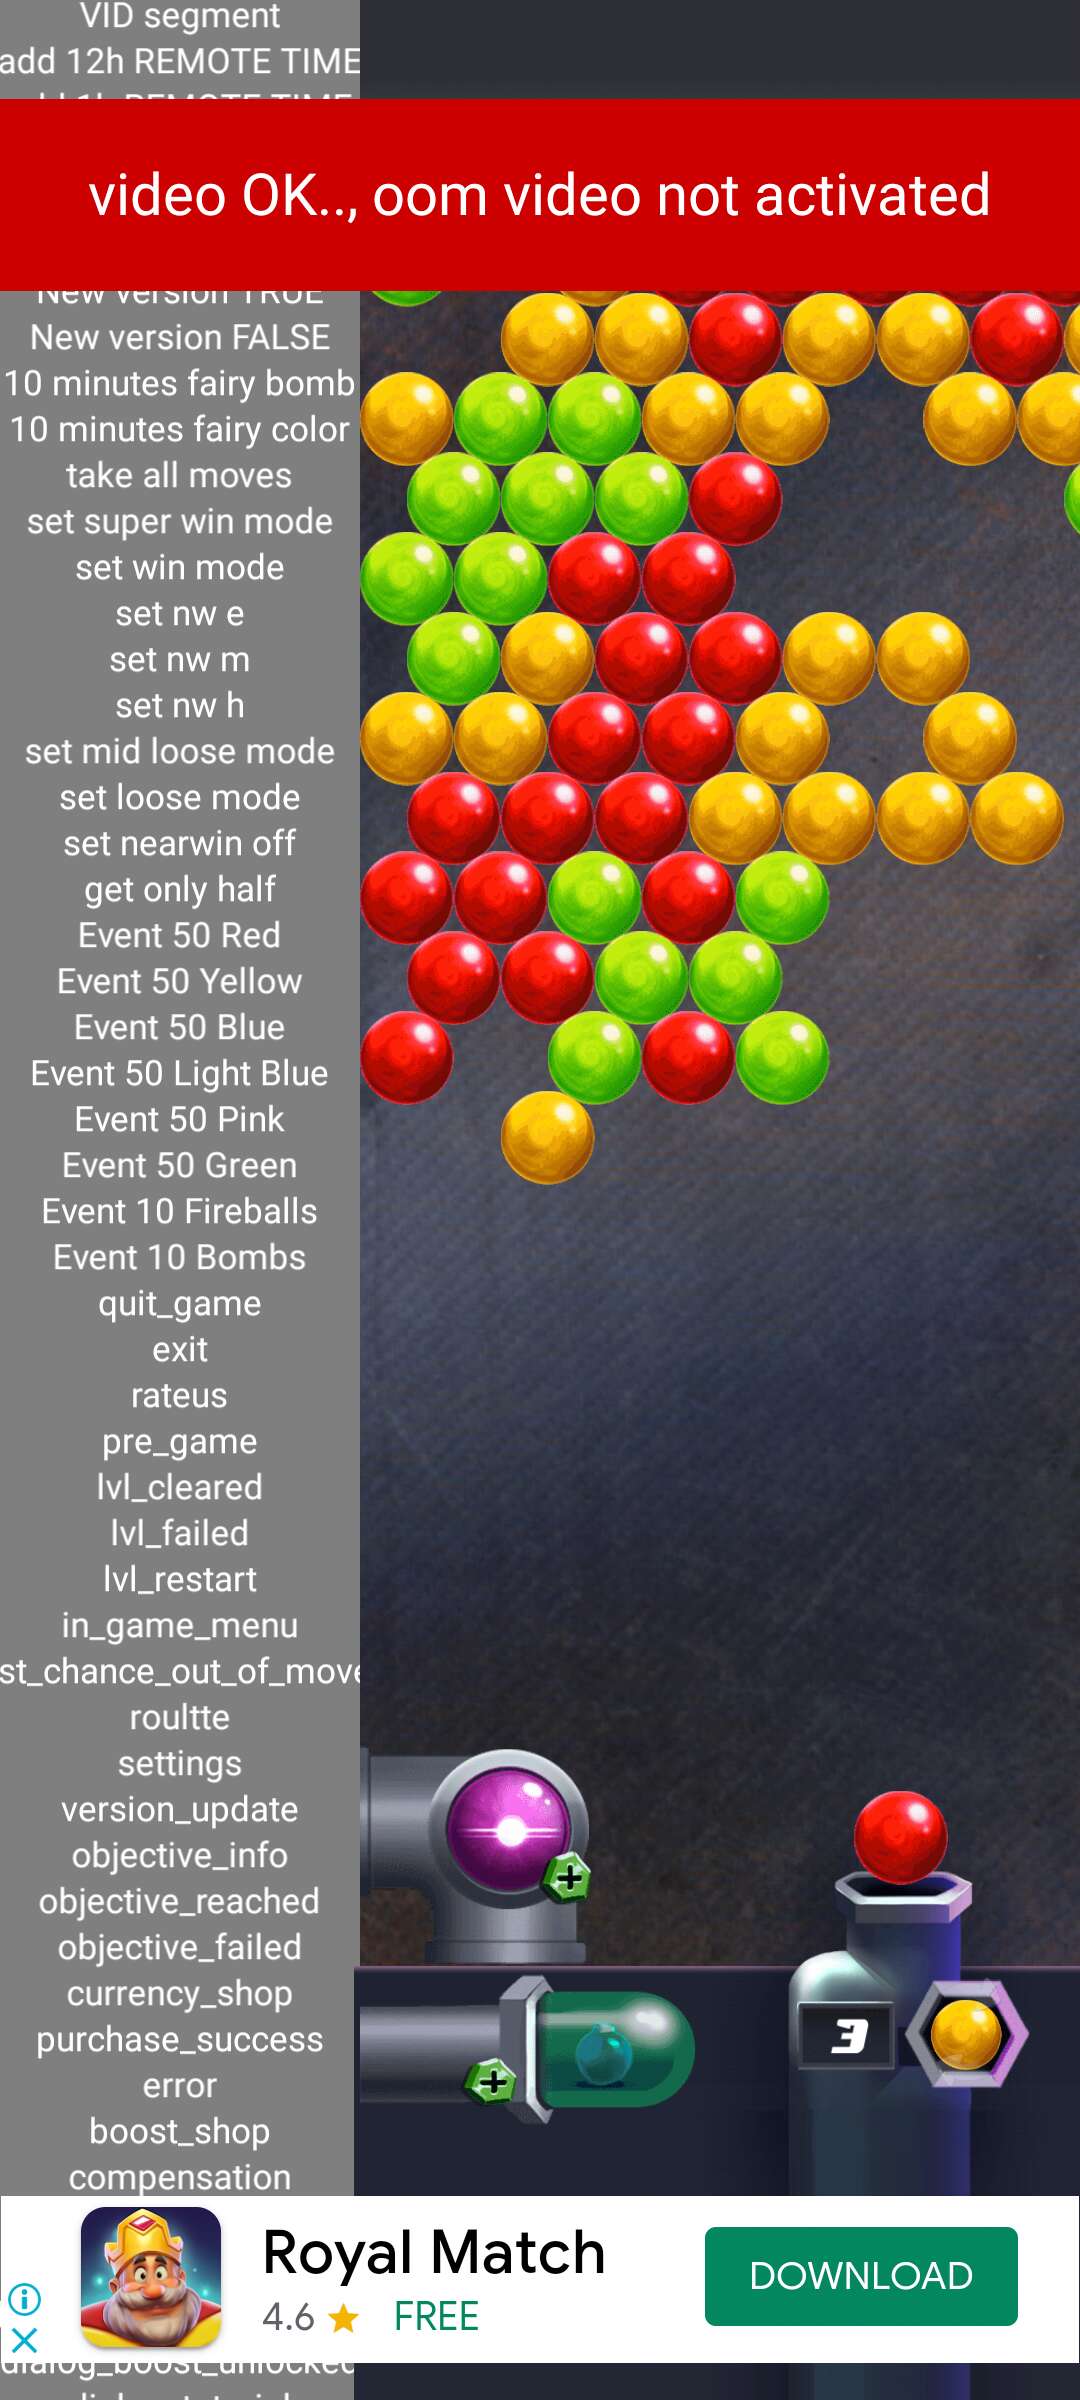 VID segment
add 12h REMOTE TIME
video OK.., oom video not activated
New version TRUE
New version FALSE
10 minutes fairy bomb
10 minutes fairy color
take all moves
set super win mode
set win mode
set nw e
set nw m
set nw h
set mid loose mode
set loose mode
set nearwin off
get only half
Event 50 Red
Event 50 Yellow
Event 50 Blue
Event 50 Light Blue
Event 50 Pink
Event 50 Green
Event 10 Fireballs
Event 10 Bombs
quit_game
exit
rateus
pre_game
lvl_cleared
lvl_failed
lvl_restart
in_game_menu
st_chance_out_of_move
roultte
settings
version_update
objective_info
objective_reached
objective_failed
currency_shop
purchase_success
error
boost_shop
compensation
3
Royal Match
4.6 FREE
DOWNLOAD
dialog_boost_unlocked